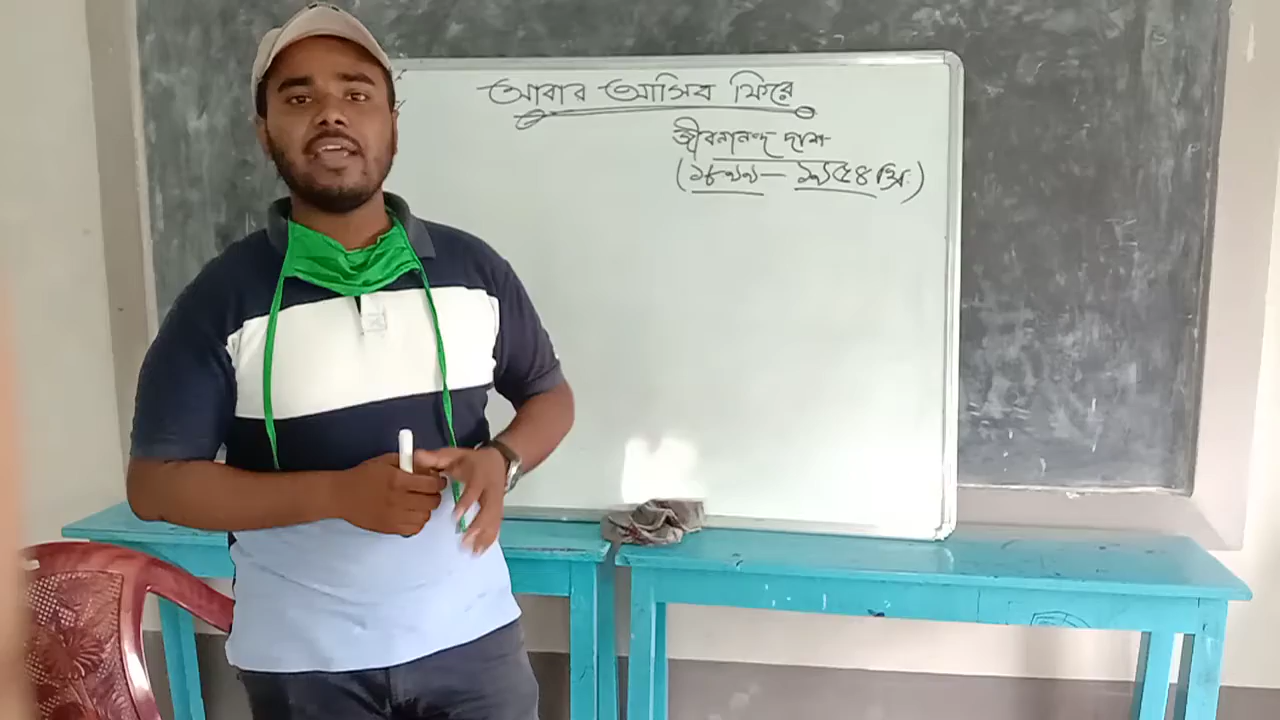 আবার আসিব ফিরে
জীবনানন্দ দাশ
(১৮৯৯ – ১৯৫৪ খ্রি:)